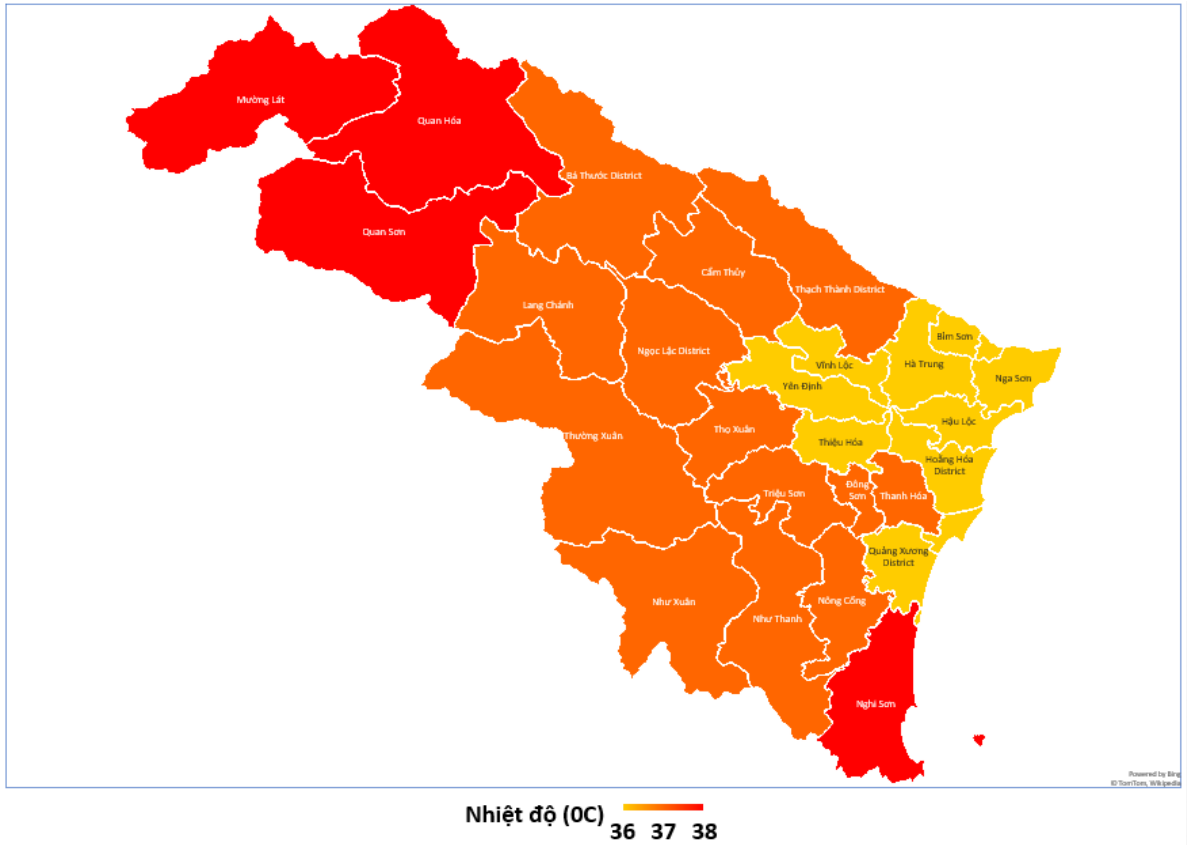 Mường Lát
Quan Hóa
Bá Thước District
Quan Sơn
Cẩm Thủy
Thạch Thành District
Lang Chánh
Bỉm Sơn
Ngọc Lặc District
Vĩnh Lộc
Hà Trung
Nga Sơn
Yên Định
Hậu Lộc
Thọ Xuân
Thường Xuân
Thiệu Hóa
Hoằng Hóa
District
Đông
Sơn
Triệu Sơn
Thanh Hóa
Quảng Xương
District
Như Xuân
Nông Cống
Như Thanh
Nghi Sơn
Powered by Bing
© TomTom, Wikipedia
Nhiệt độ (0C)
36 37 38